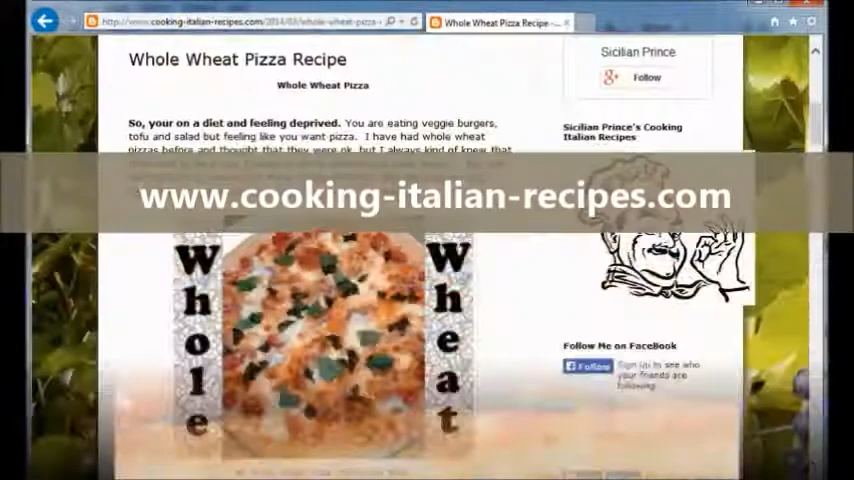 http://www.cooking-italian-recipes.com/2014/03/whole-wheat-pizza-
Whole Wheat Pizza Recipe -...
Whole Wheat Pizza Recipe
Whole Wheat Pizza
So, your on a diet and feeling deprived. You are eating veggie burgers,
tofu and salad but feeling like you want pizza. I have had whole wheat
pizzas before and thought that they were ok, but I always kind of knew that
www.cooking-italian-recipes.com
Whole
Wheat
Sicilian Prince
Follow
Sicilian Prince's Cooking
Italian Recipes
Follow Me on FaceBook
Follow
Sign Up to see who
your friends are
following.